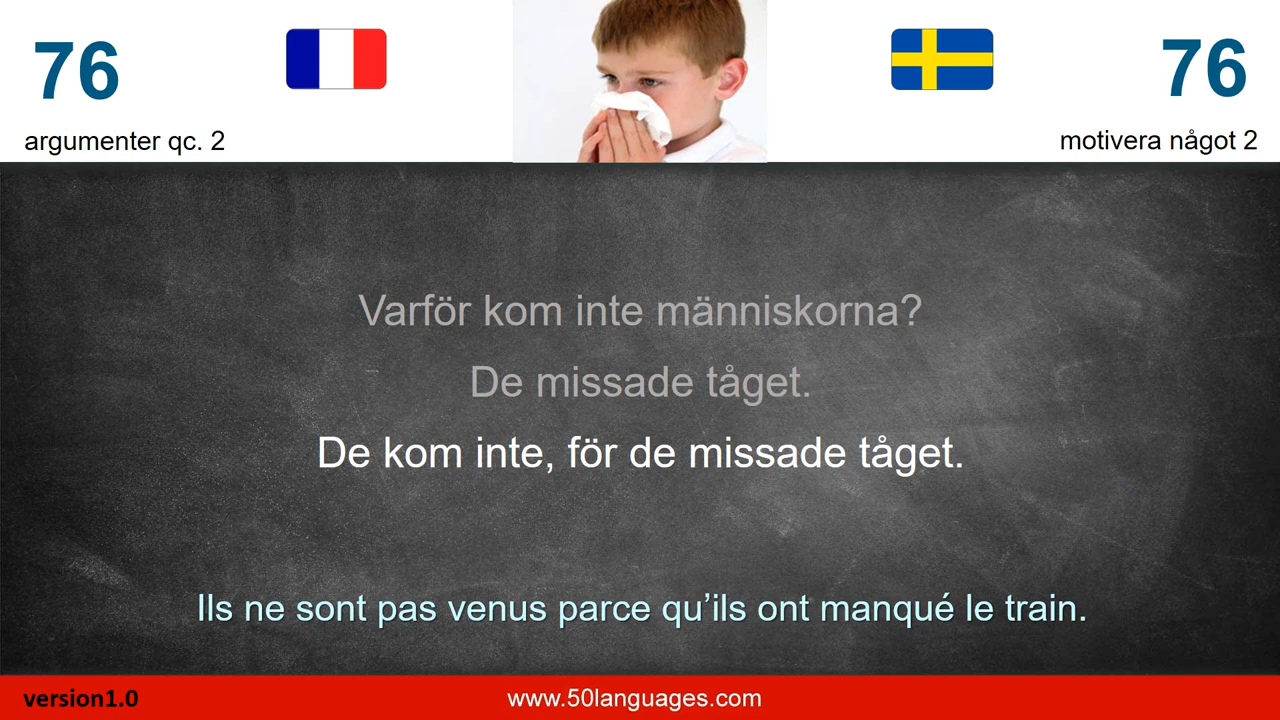 76
76
argumenter qc. 2
motivera något 2
Varför kom inte människorna?
De missade tåget.
De kom inte, för de missade tåget.
Ils ne sont pas venus parce qu’ils ont manqué le train.
version1.0
www.50languages.com